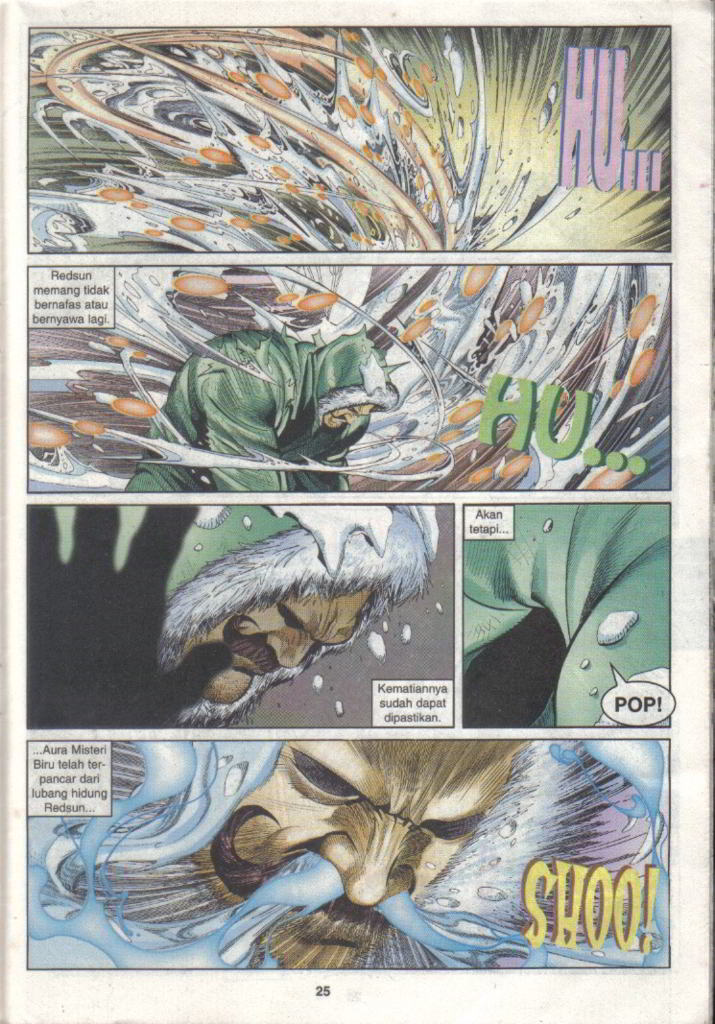 HU...
Redsun
memang tidak
bernafas atau
bernyawa lagi.
HU...
Kematiannya
sudah dapat
dipastikan.
Akan
tetapi...
POP!
...Aura Misteri
Biru telah ter-
pancar dari
lubang hidung
Redsun...
SHOO!
25